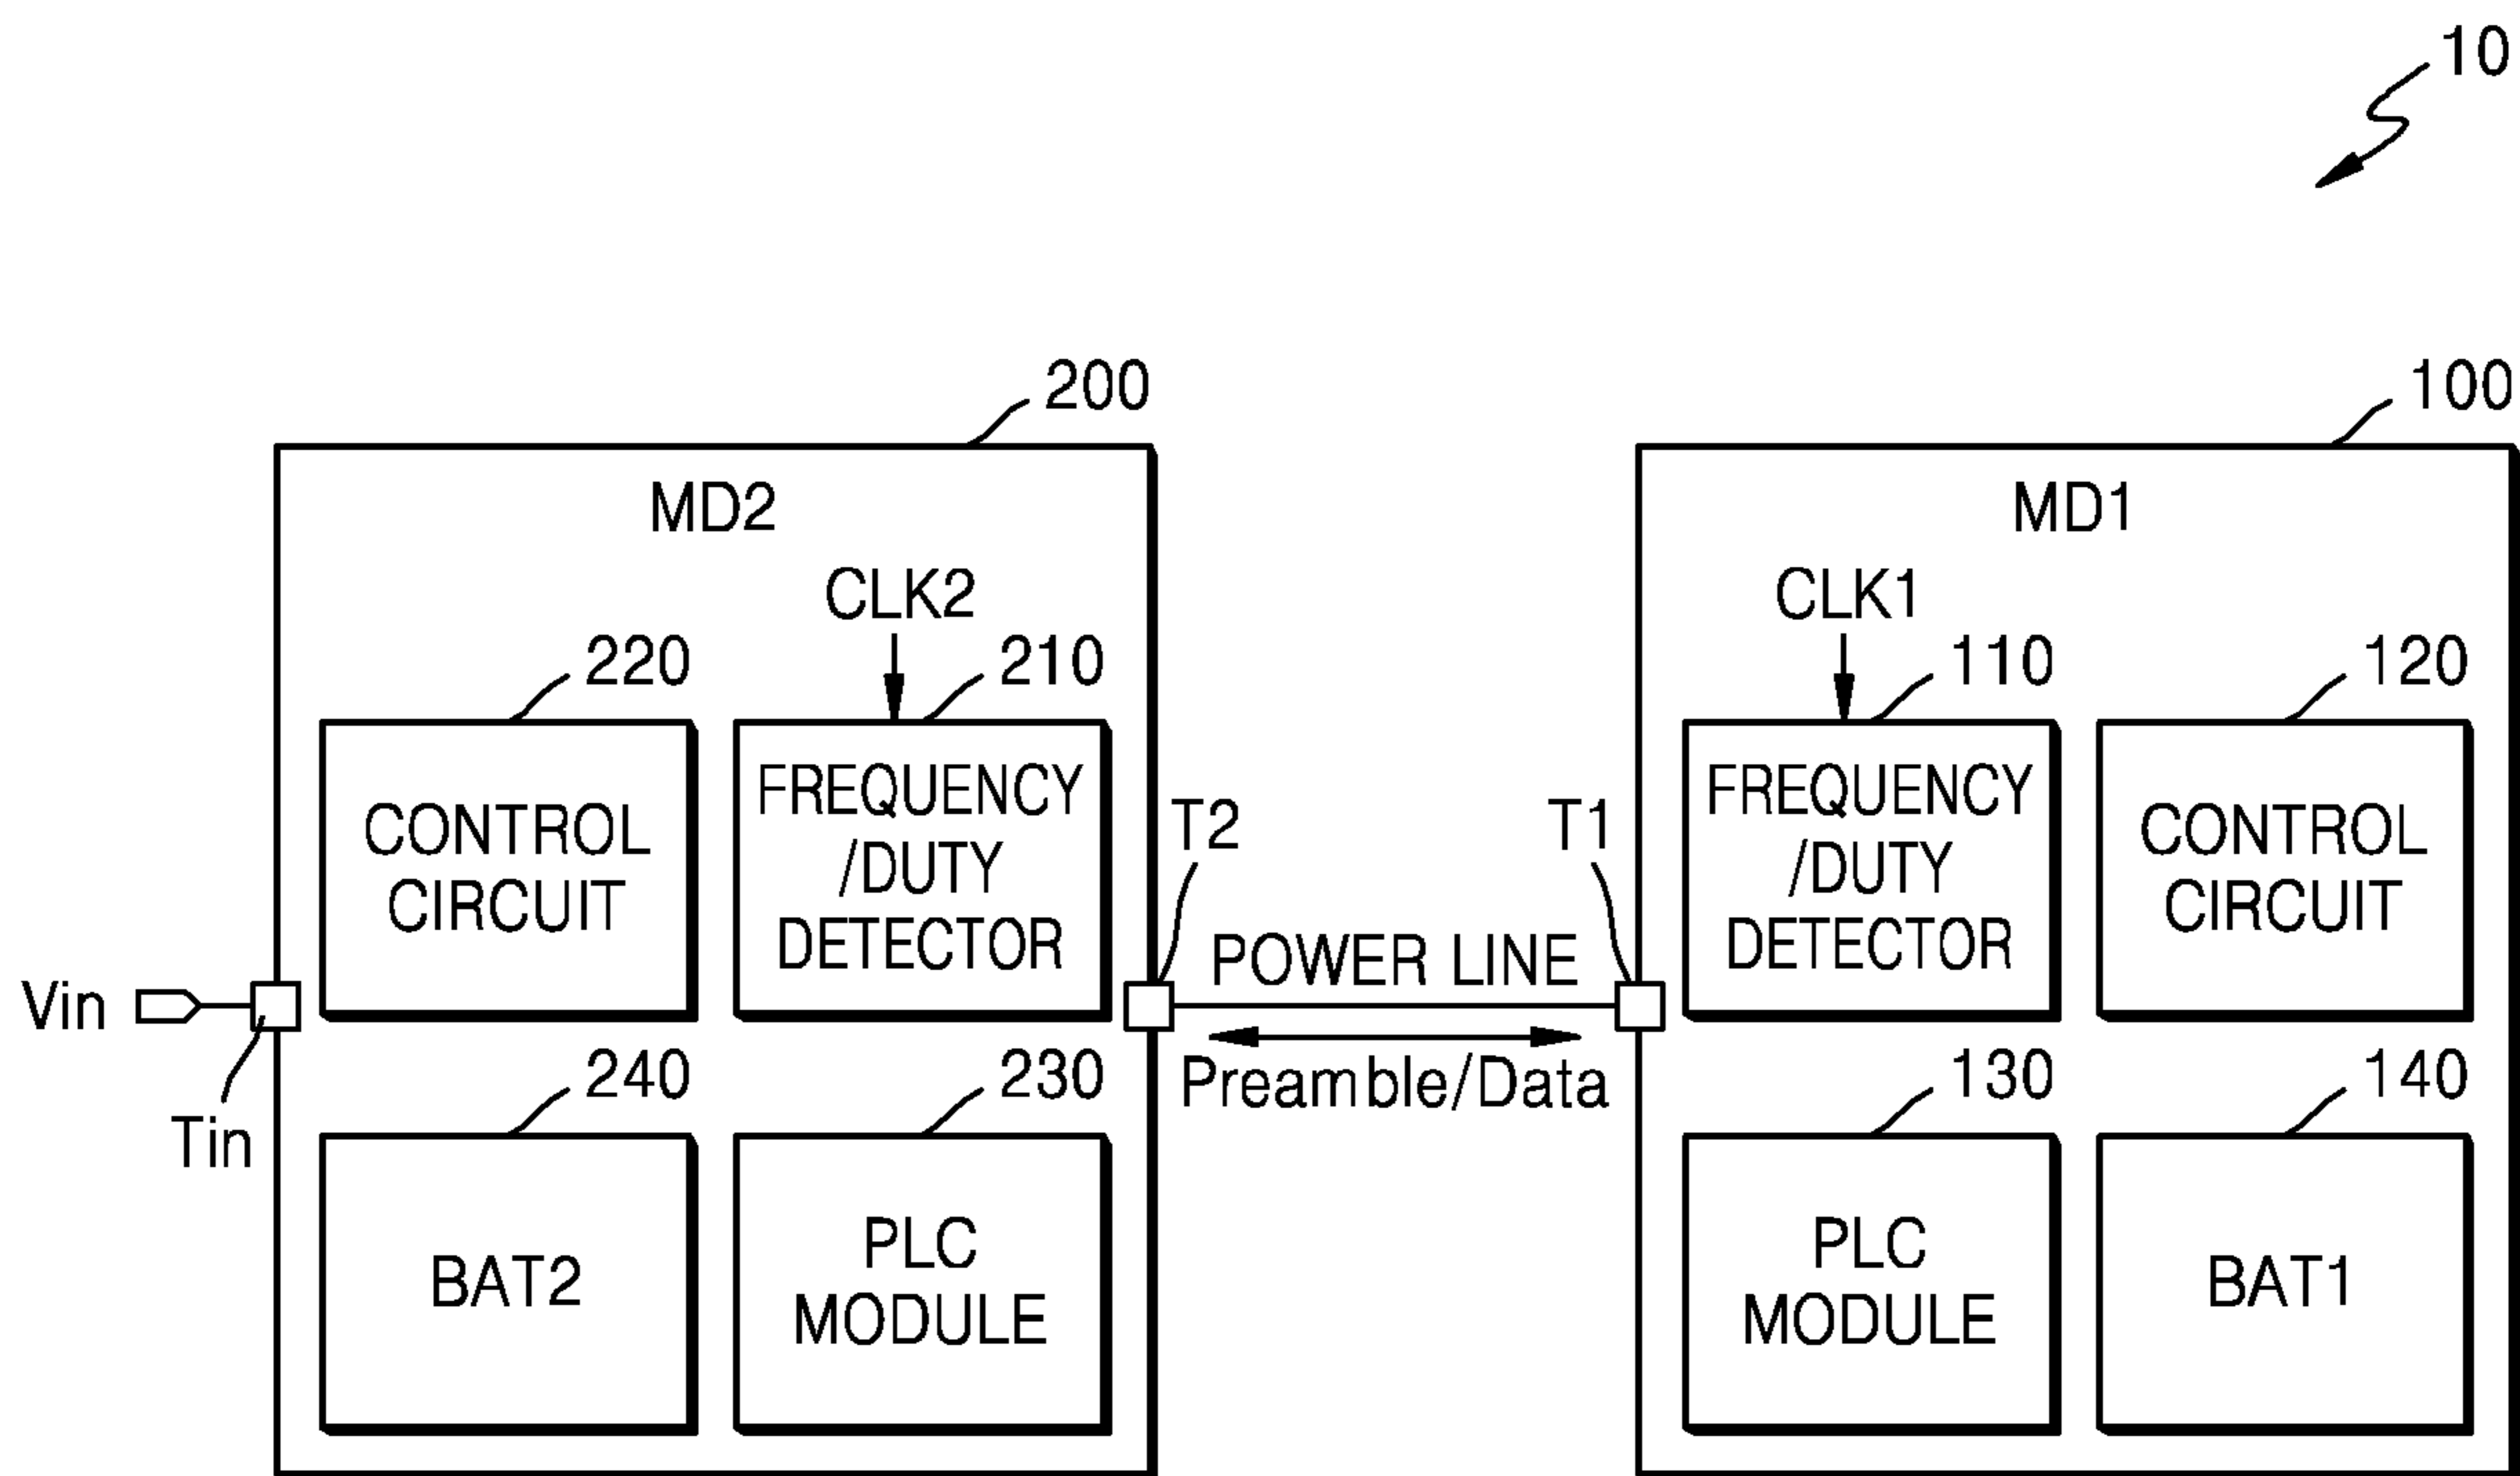 10
200
100
MD2
MD1
CLK2
CLK1
220
210
110
120
CONTROL
CIRCUIT
FREQUENCY
/DUTY
DETECTOR
T2
T1
FREQUENCY
/DUTY
DETECTOR
CONTROL
CIRCUIT
POWER LINE
Vin
Tin
Preamble/Data
240
230
130
140
BAT2
PLC
MODULE
PLC
MODULE
BAT1